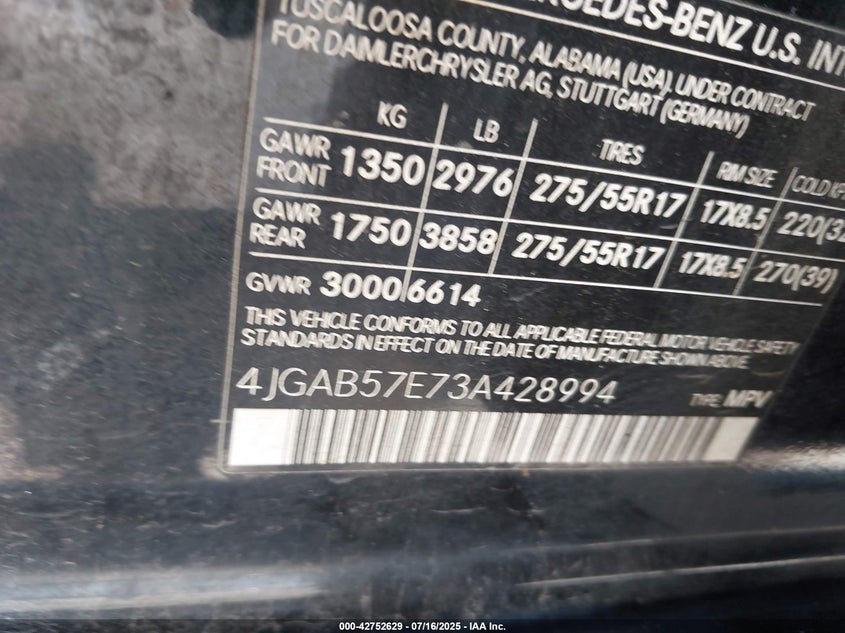 U.S. INT
TUSCALOOSA COUNTY, ALABAMA (USA). UNDER CONTRACT
FOR DAIMLERCHRYSLER AG, STUTTGART (GERMANY)
KG LB TIRES RIM SIZE COLD
GAWR FRONT 1350 2976 275/55R17 17X8.5 220(32
GAWR REAR 1750 3858 275/55R17 17X8.5 270(39)
GVWR 3000 6614
THIS VEHICLE CONFORMS TO ALL APPLICABLE FEDERAL MOTOR VEHICLE SAFETY
STANDARDS IN EFFECT ON THE DATE OF MANUFACTURE SHOWN ABOVE.
4JGAB57E73A428994 TYPE: MPV
000-42752629 - 07/16/2025 - IAA Inc.